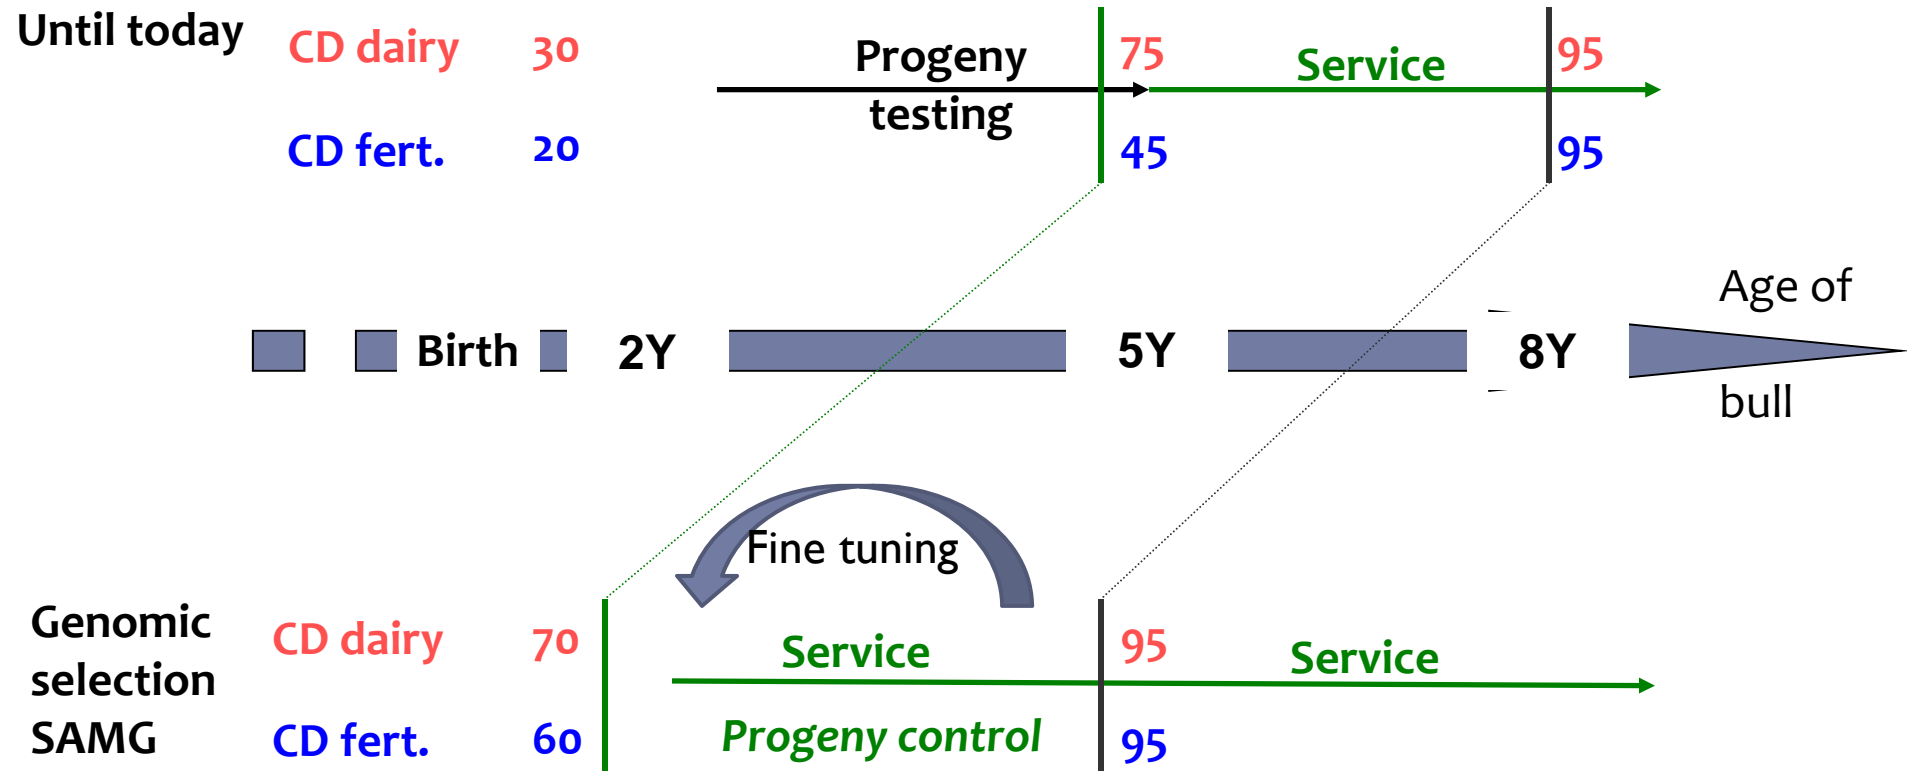 Until today
CD dairy 30
Progeny
testing
75
Service
95
CD fert. 20
45
95
Birth 2Y 5Y 8Y
Age of
bull
Fine tuning
Genomic
selection
SAMG
CD dairy 70
Service
95
Service
CD fert. 60
Progeny control
95